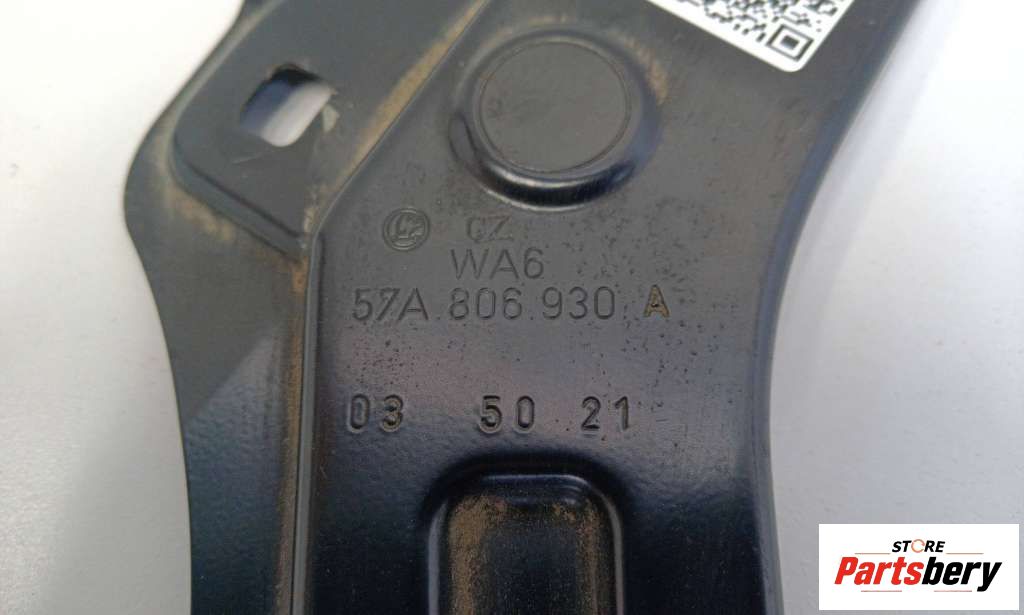 CZ
WA6
57A 806 930 A
03 50 21
STORE
Partsbery